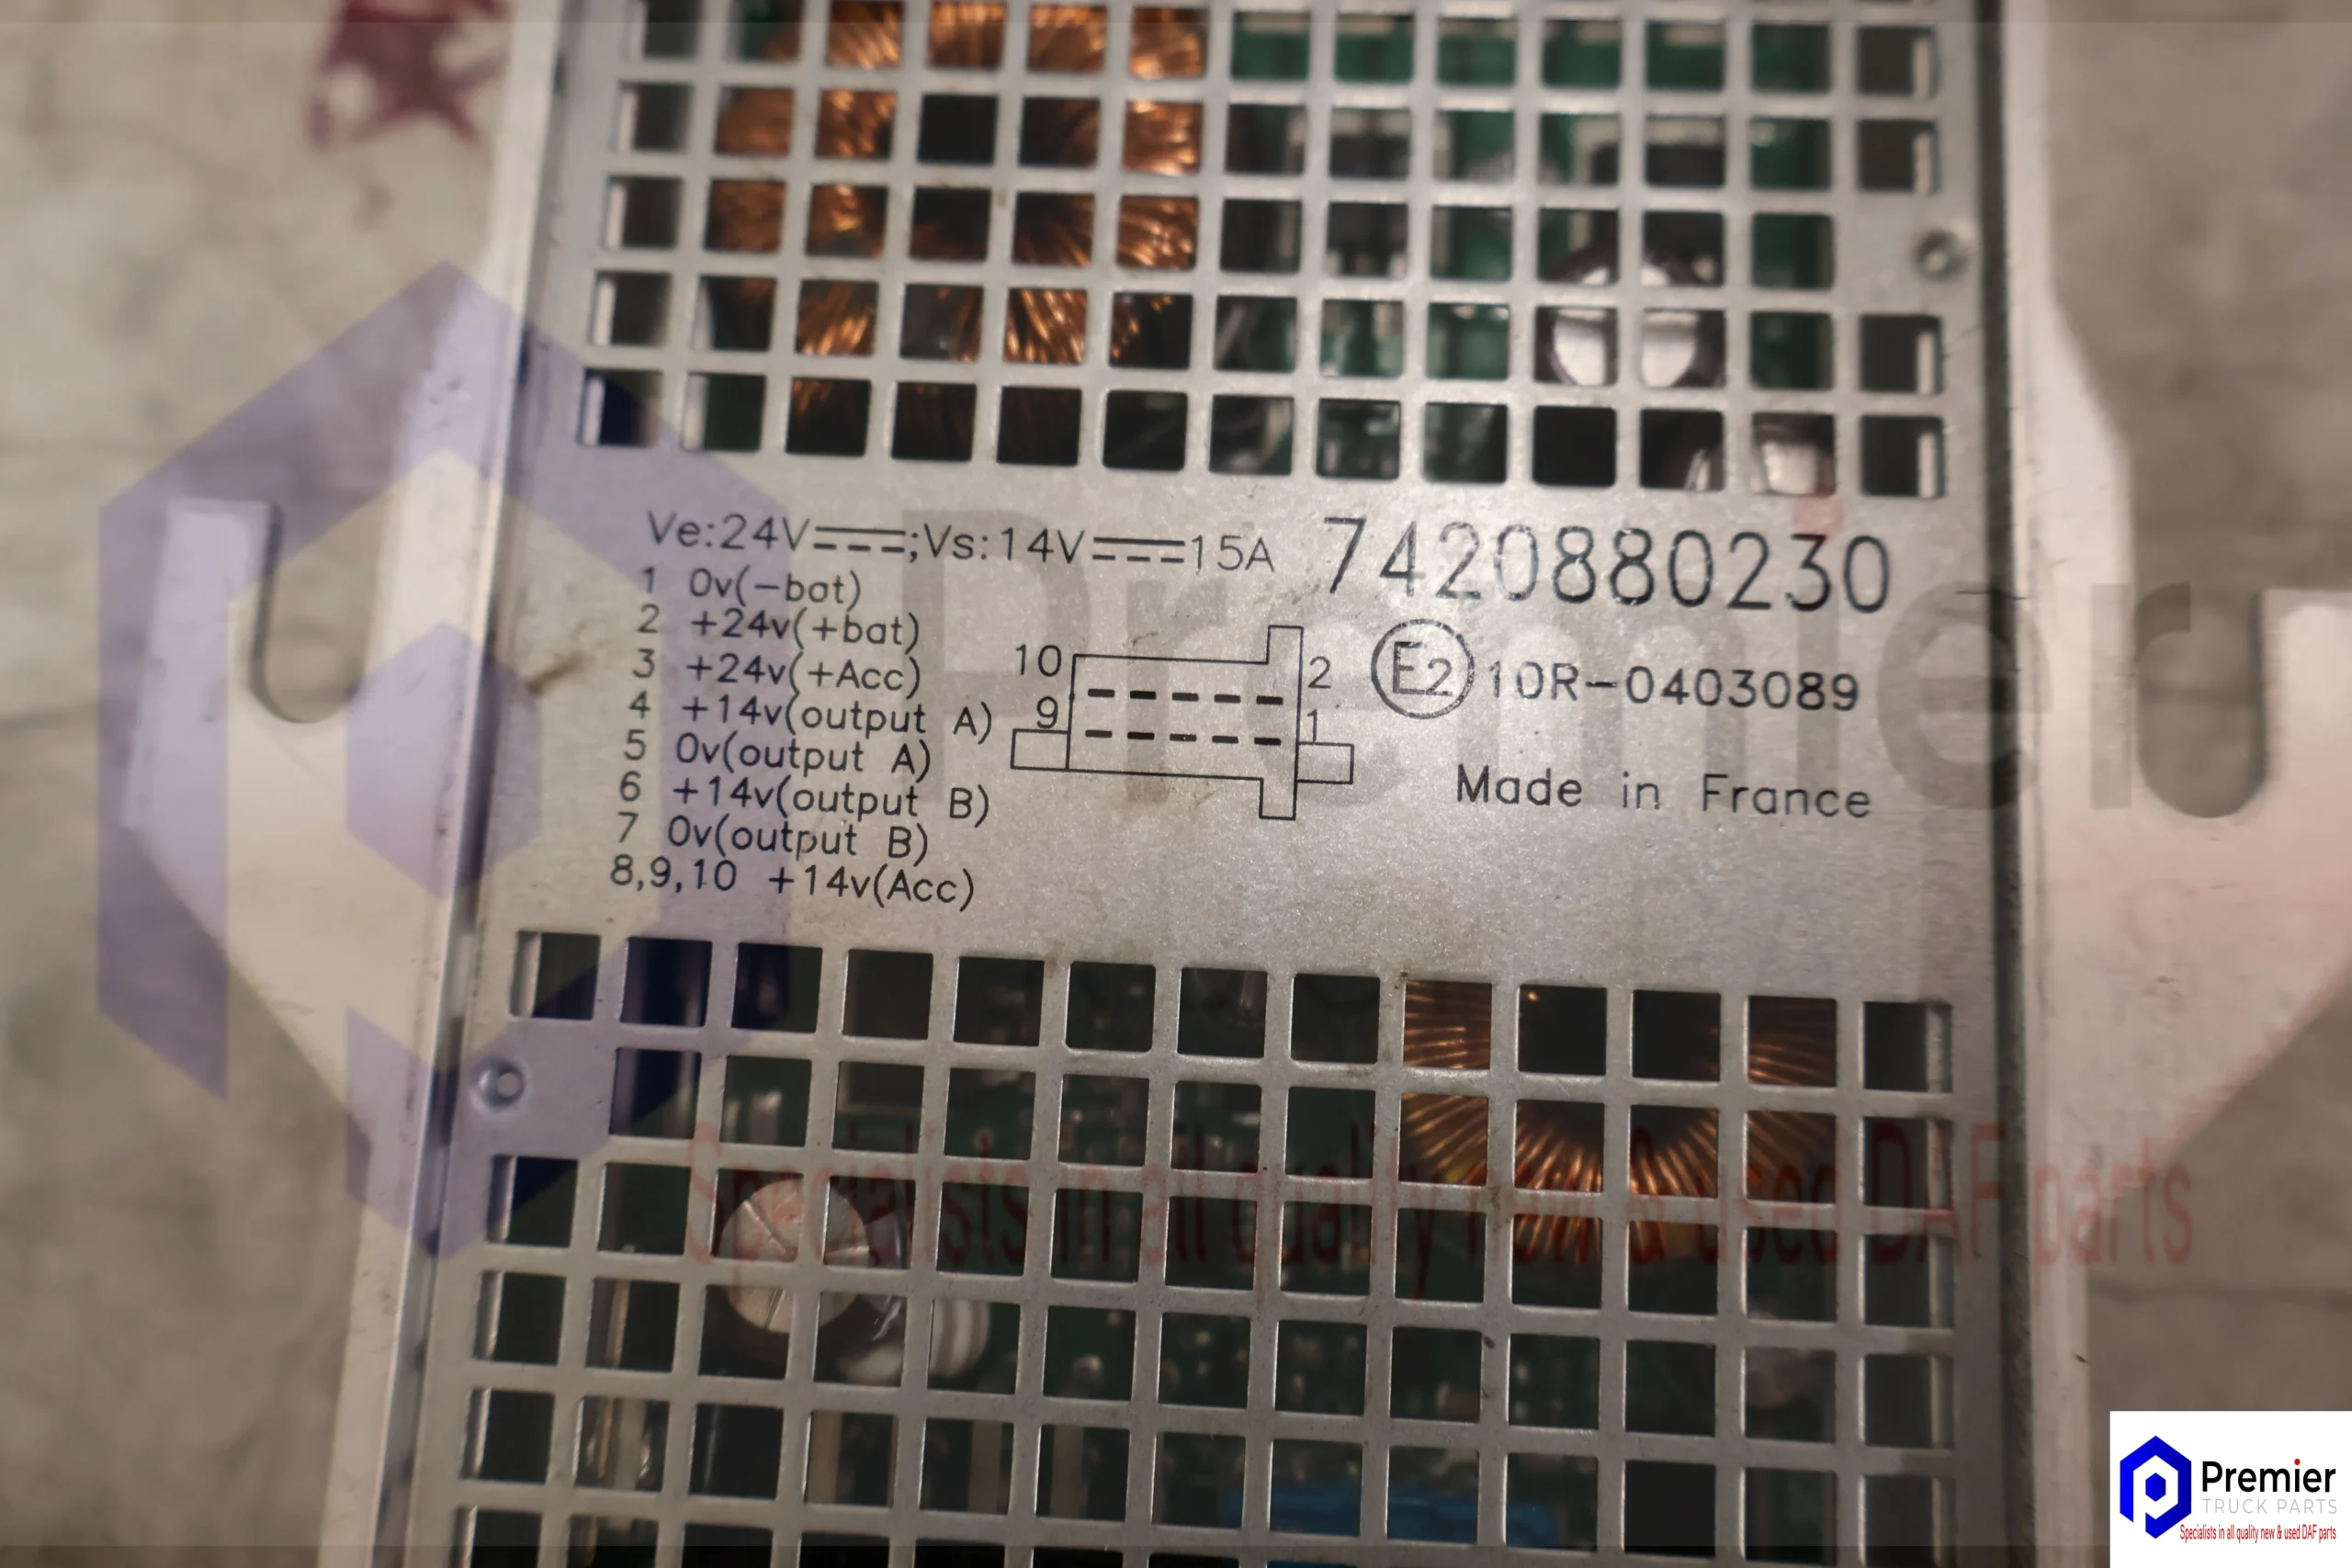 Ve:24V⎓;Vs:14V⎓15A
7420880230
1 0v(-bat)
2 +24v(+bat)
3 +24v(+Acc)
4 +14v(output A)
5 0v(output A)
6 +14v(output B)
7 0v(output B)
8,9,10 +14v(Acc)
10
2
9
1
E2 10R-0403089
Made in France
Premier
Specialists in all quality new & used DAF parts
Premier
TRUCK PARTS
Specialists in all quality new & used DAF parts